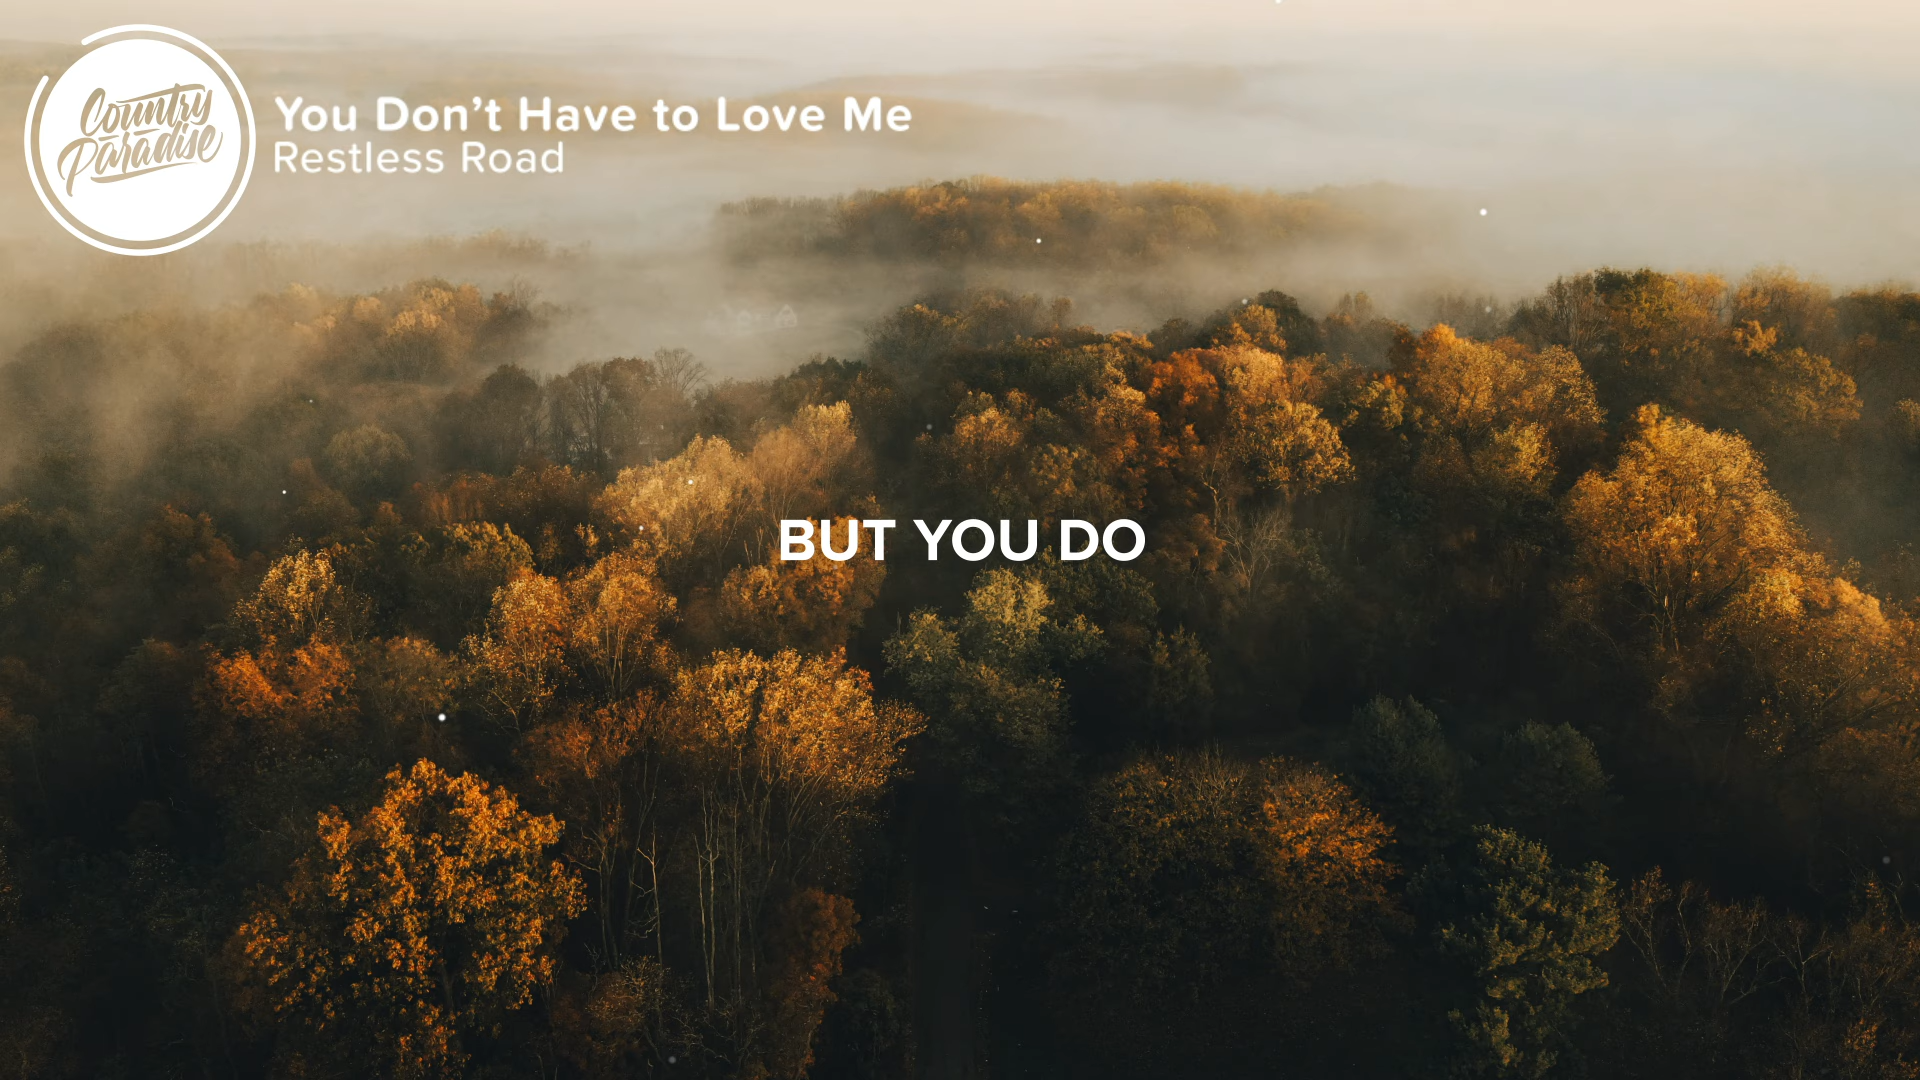 Country
Paradise
You Don’t Have to Love Me
Restless Road
BUT YOU DO